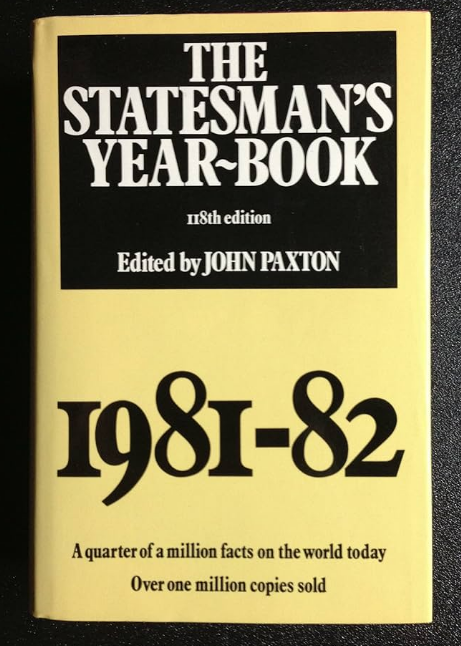 THE
STATESMAN'S
YEAR~BOOK
118th edition
Edited by JOHN PAXTON
1981-82
A quarter of a million facts on the world today
Over one million copies sold